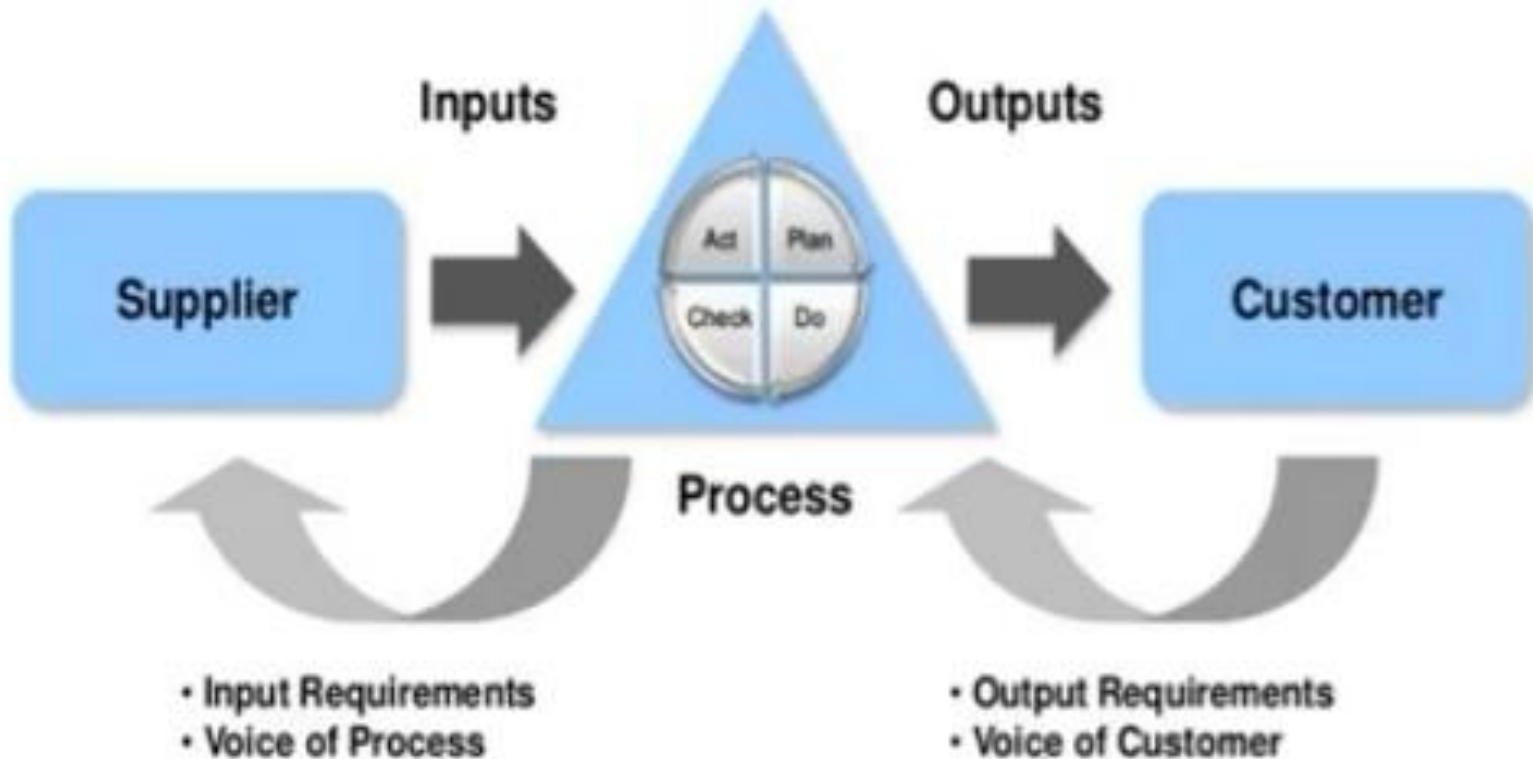 Inputs
Outputs
Supplier
Act
Plan
Check
Do
Customer
Process
• Input Requirements
• Voice of Process
• Output Requirements
• Voice of Customer